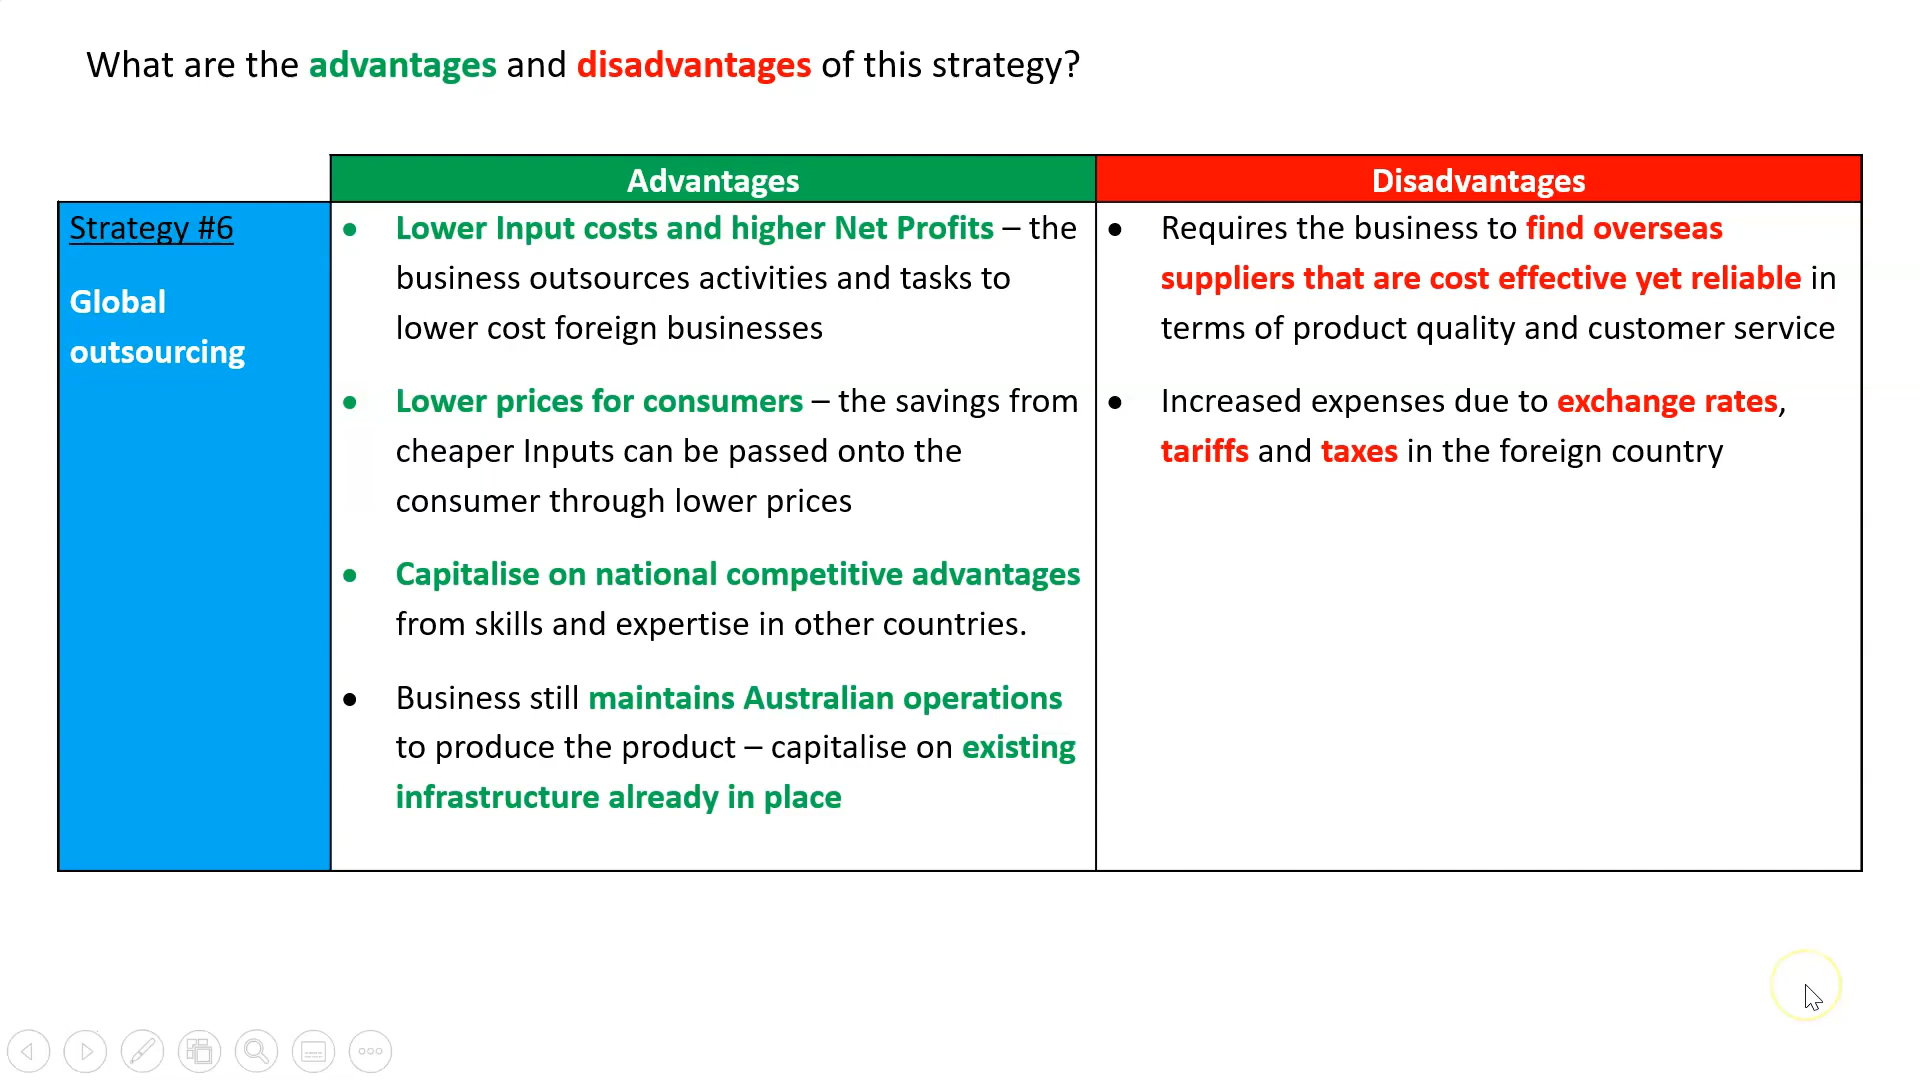 What are the advantages and disadvantages of this strategy?
Advantages
Disadvantages
Strategy #6
Global
outsourcing
• Lower Input costs and higher Net Profits – the
business outsources activities and tasks to
lower cost foreign businesses
• Lower prices for consumers – the savings from
cheaper Inputs can be passed onto the
consumer through lower prices
• Capitalise on national competitive advantages
from skills and expertise in other countries.
• Business still maintains Australian operations
to produce the product – capitalise on existing
infrastructure already in place
• Requires the business to find overseas
suppliers that are cost effective yet reliable in
terms of product quality and customer service
• Increased expenses due to exchange rates,
tariffs and taxes in the foreign country